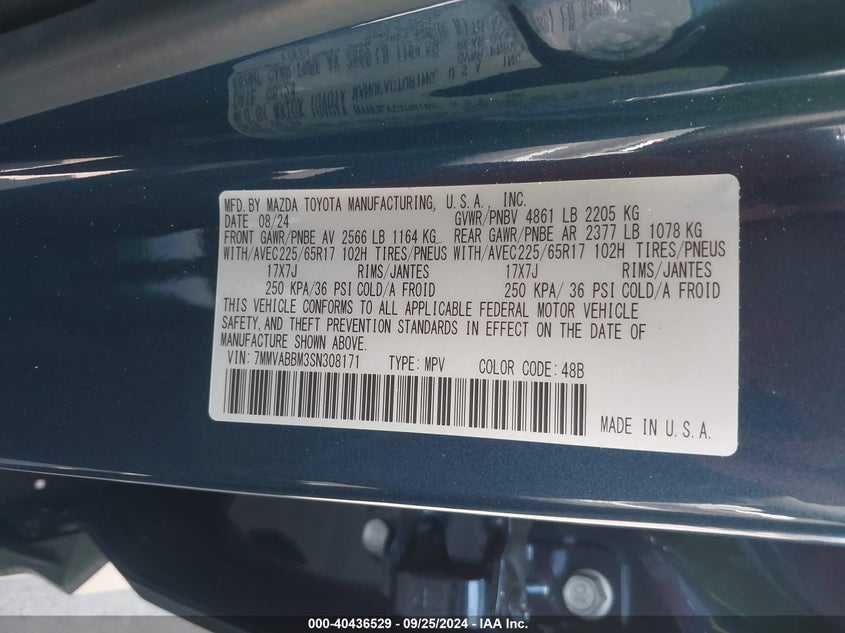 MFD. BY MAZDA TOYOTA MANUFACTURING, U.S.A., INC.
DATE 08/24 GVWR/PNBV 4861 LB 2205 KG
FRONT GAWR/PNBE AV 2566 LB 1164 KG REAR GAWR/PNBE AR 2377 LB 1078 KG
WITH/AVEC225/65R17 102H TIRES/PNEUS WITH/AVEC225/65R17 102H TIRES/PNEUS
17X7J RIMS/JANTES 17X7J RIMS/JANTES
250 KPA/36 PSI COLD/A FROID 250 KPA/ 36 PSI COLD/A FROID
THIS VEHICLE CONFORMS TO ALL APPLICABLE FEDERAL MOTOR VEHICLE
SAFETY, AND THEFT PREVENTION STANDARDS IN EFFECT ON THE DATE OF
MANUFACTURE SHOWN ABOVE.
VIN: 7MMVABBM3SN308171 TYPE: MPV COLOR CODE: 48B
MADE IN U.S.A.
10
000-40436529 - 09/25/2024 - IAA Inc.